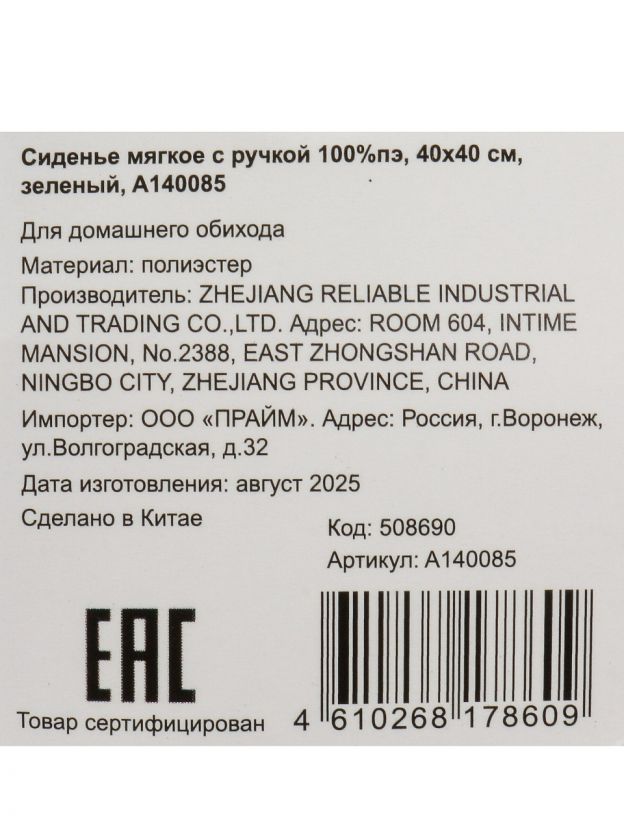 Сиденье мягкое с ручкой 100%пэ, 40х40 см,
зеленый, А140085
Для домашнего обихода
Материал: полиэстер
Производитель: ZHEJIANG RELIABLE INDUSTRIAL
AND TRADING CO.,LTD. Адрес: ROOM 604, INTIME
MANSION, No.2388, EAST ZHONGSHAN ROAD,
NINGBO CITY, ZHEJIANG PROVINCE, CHINA
Импортер: ООО «ПРАЙМ». Адрес: Россия, г.Воронеж,
ул.Волгоградская, д.32
Дата изготовления: август 2025
Сделано в Китае
Код: 508690
Артикул: А140085
EAC
Товар сертифицирован
4 610268 178609